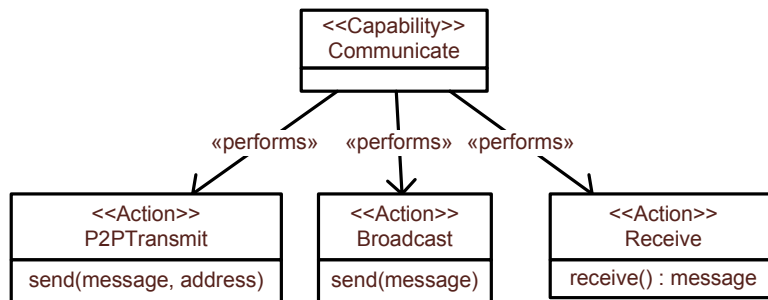 <<Capability>>
Communicate
«performs» «performs» «performs»
<<Action>>
P2PTransmit
send(message, address)
<<Action>>
Broadcast
send(message)
<<Action>>
Receive
receive() : message